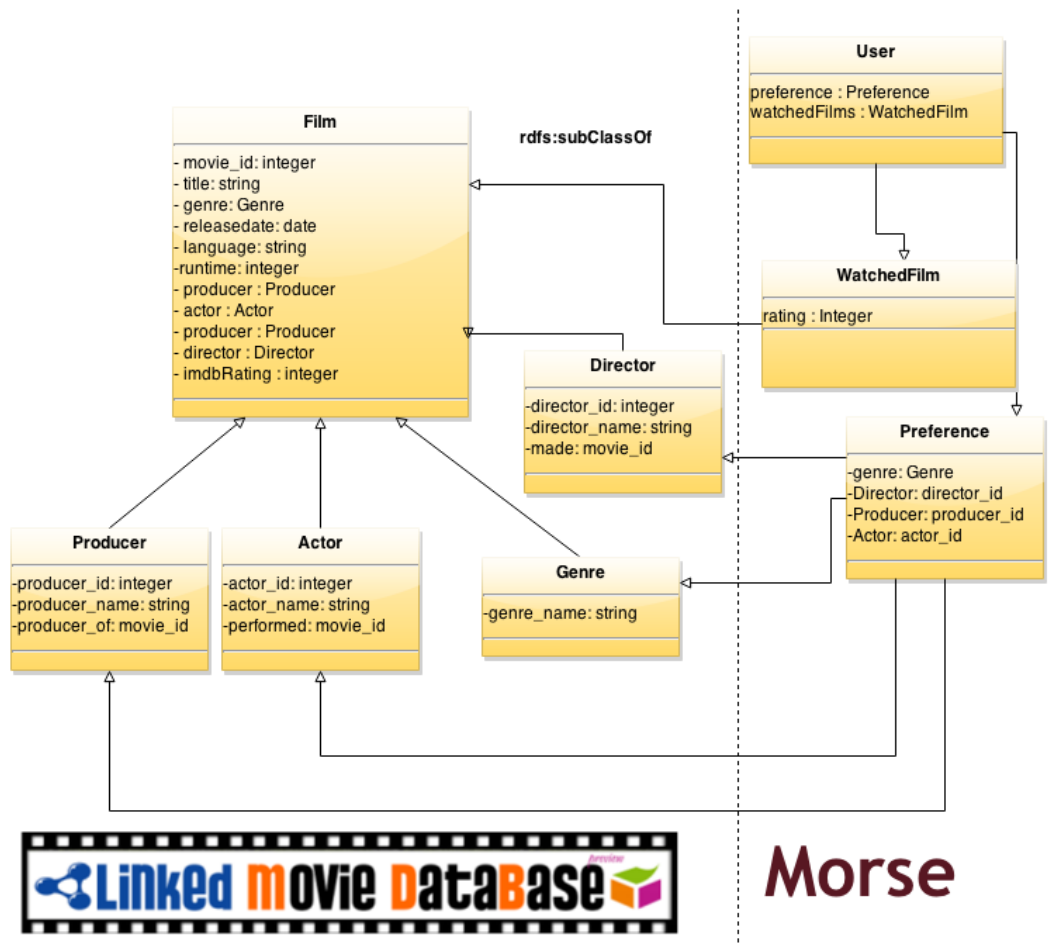 User
preference : Preference
watchedFilms : WatchedFilm
Film
- movie_id: integer
- title: string
- genre: Genre
- releasedate: date
- language: string
-runtime: integer
- producer : Producer
- actor : Actor
- producer : Producer
- director : Director
- imdbRating : integer
rdfs:subClassOf
WatchedFilm
rating : Integer
Director
-director_id: integer
-director_name: string
-made: movie_id
Preference
-genre: Genre
-Director: director_id
-Producer: producer_id
-Actor: actor_id
Producer
-producer_id: integer
-producer_name: string
-producer_of: movie_id
Actor
-actor_id: integer
-actor_name: string
-performed: movie_id
Genre
-genre_name: string
preview
Linked mOVie DataBase
Morse